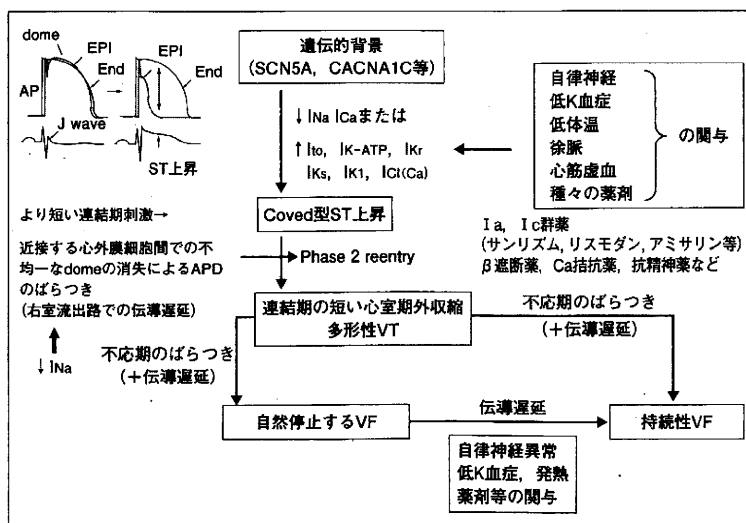 dome
EPI
End
AP
EPI
End
J wave
ST上昇
遺伝的背景
(SCN5A, CACNA1C等)
↓INa ICaまたは
↑Ito, IK-ATP, IKr
IKs, IK1, ICl(Ca)
自律神経
低K血症
低体温
徐脈
心筋虚血
種々の薬剤
の関与
Ia, Ic群薬
(サンリズム, リスモダン, アミサリン等)
β遮断薬, Ca拮抗薬, 抗精神薬など
Coved型ST上昇
より短い連結期刺激→
近接する心外膜細胞間での不
均一なdomeの消失によるAPD
のばらつき
(右室流出路での伝導遅延)
↓INa
Phase 2 reentry
連結期の短い心室期外収縮
多形性VT
不応期のばらつき
(+伝導遅延)
不応期のばらつき
(+伝導遅延)
自然停止するVF
伝導遅延
持続性VF
自律神経異常
低K血症, 発熱
薬剤等の関与